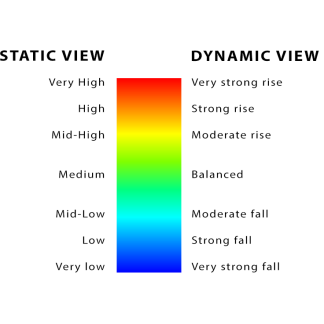 STATIC VIEW
DYNAMIC VIEW
Very High
Very strong rise
High
Strong rise
Mid-High
Moderate rise
Medium
Balanced
Mid-Low
Moderate fall
Low
Strong fall
Very low
Very strong fall